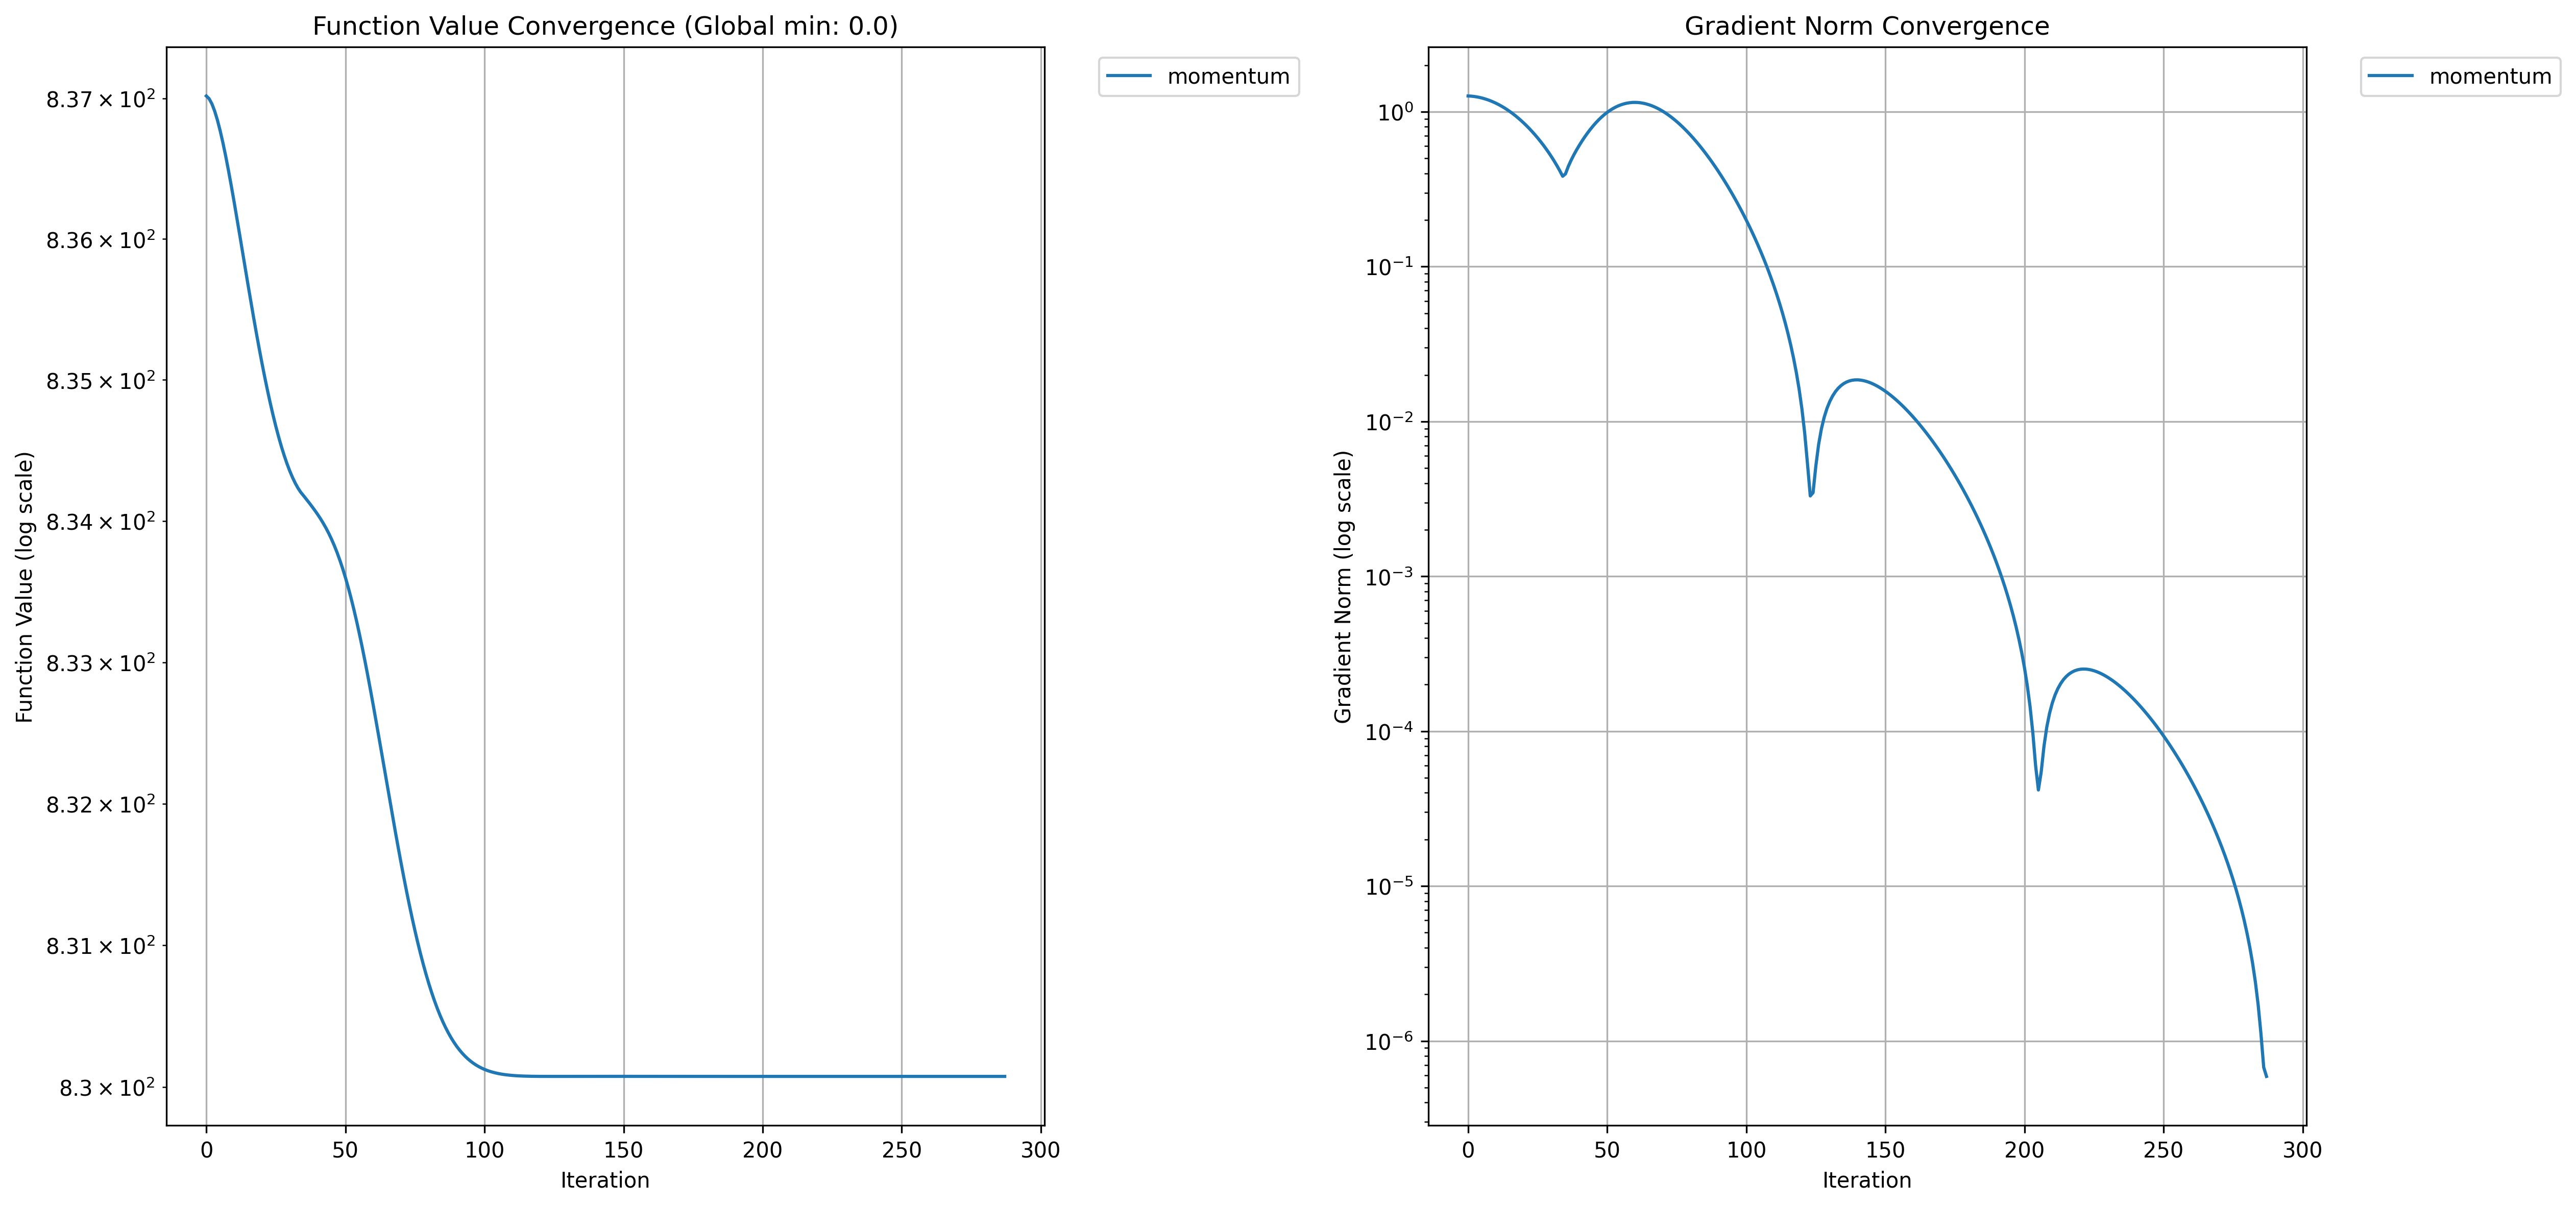 Function Value Convergence (Global min: 0.0)
Function Value (log scale)
8.37 × 10²
8.36 × 10²
8.35 × 10²
8.34 × 10²
8.33 × 10²
8.32 × 10²
8.31 × 10²
8.3 × 10²
0 50 100 150 200 250 300
Iteration
momentum
Gradient Norm Convergence
Gradient Norm (log scale)
10⁰
10⁻¹
10⁻²
10⁻³
10⁻⁴
10⁻⁵
10⁻⁶
0 50 100 150 200 250 300
Iteration
momentum